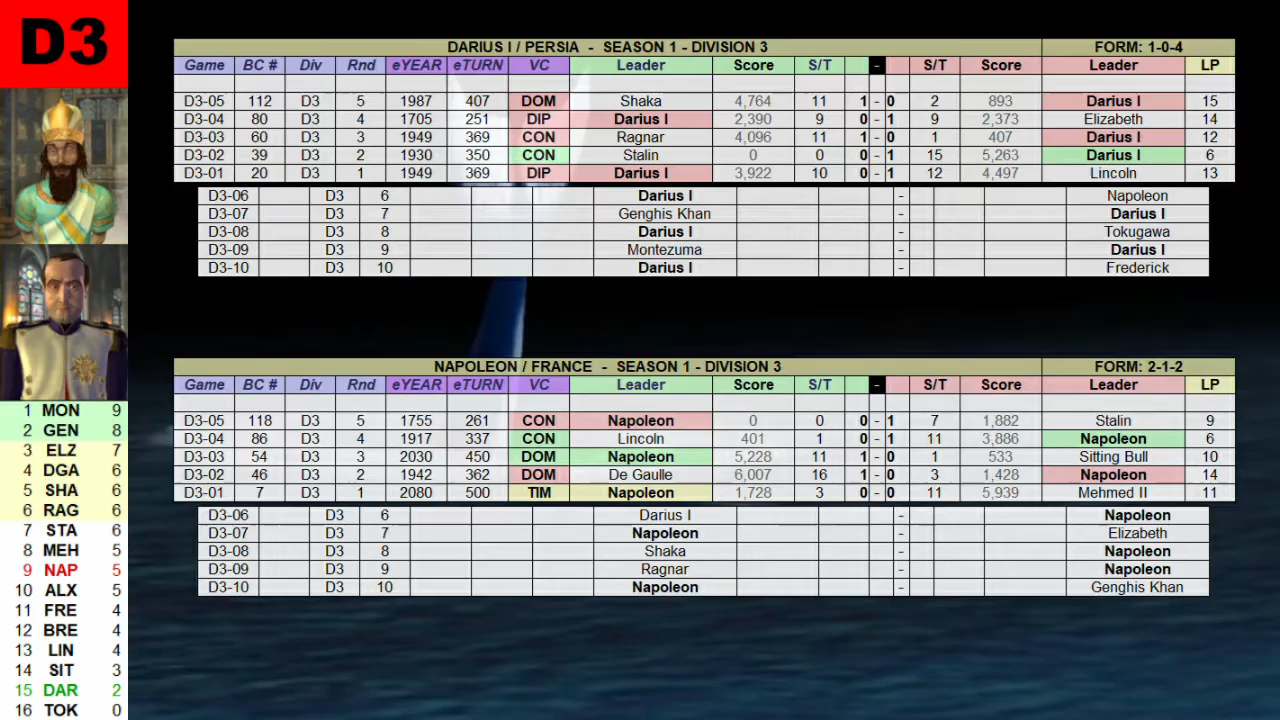 D3
DARIUS I / PERSIA - SEASON 1 - DIVISION 3 FORM: 1-0-4
Game BC # Div Rnd eYEAR eTURN VC Leader Score S/T - S/T Score Leader LP
D3-05 112 D3 5 1987 407 DOM Shaka 4,764 11 1 - 0 2 893 Darius I 15
D3-04 80 D3 4 1705 251 DIP Darius I 2,390 9 0 - 1 9 2,373 Elizabeth 14
D3-03 60 D3 3 1949 369 CON Ragnar 4,096 11 1 - 0 1 407 Darius I 12
D3-02 39 D3 2 1930 350 CON Stalin 0 0 0 - 1 15 5,263 Darius I 6
D3-01 20 D3 1 1949 369 DIP Darius I 3,922 10 0 - 1 12 4,497 Lincoln 13
D3-06 D3 6 Darius I - Napoleon
D3-07 D3 7 Genghis Khan - Darius I
D3-08 D3 8 Darius I - Tokugawa
D3-09 D3 9 Montezuma - Darius I
D3-10 D3 10 Darius I - Frederick
NAPOLEON / FRANCE - SEASON 1 - DIVISION 3 FORM: 2-1-2
Game BC # Div Rnd eYEAR eTURN VC Leader Score S/T - S/T Score Leader LP
D3-05 118 D3 5 1755 261 CON Napoleon 0 0 0 - 1 7 1,882 Stalin 9
D3-04 86 D3 4 1917 337 CON Lincoln 401 1 0 - 1 11 3,886 Napoleon 6
D3-03 54 D3 3 2030 450 DOM Napoleon 5,228 11 1 - 0 1 533 Sitting Bull 10
D3-02 46 D3 2 1942 362 DOM De Gaulle 6,007 16 1 - 0 3 1,428 Napoleon 14
D3-01 7 D3 1 2080 500 TIM Napoleon 1,728 3 0 - 0 11 5,939 Mehmed II 11
D3-06 D3 6 Darius I - Napoleon
D3-07 D3 7 Napoleon - Elizabeth
D3-08 D3 8 Shaka - Napoleon
D3-09 D3 9 Ragnar - Napoleon
D3-10 D3 10 Napoleon - Genghis Khan
1 MON 9
2 GEN 8
3 ELZ 7
4 DGA 6
5 SHA 6
6 RAG 6
7 STA 6
8 MEH 5
9 NAP 5
10 ALX 5
11 FRE 4
12 BRE 4
13 LIN 4
14 SIT 3
15 DAR 2
16 TOK 0